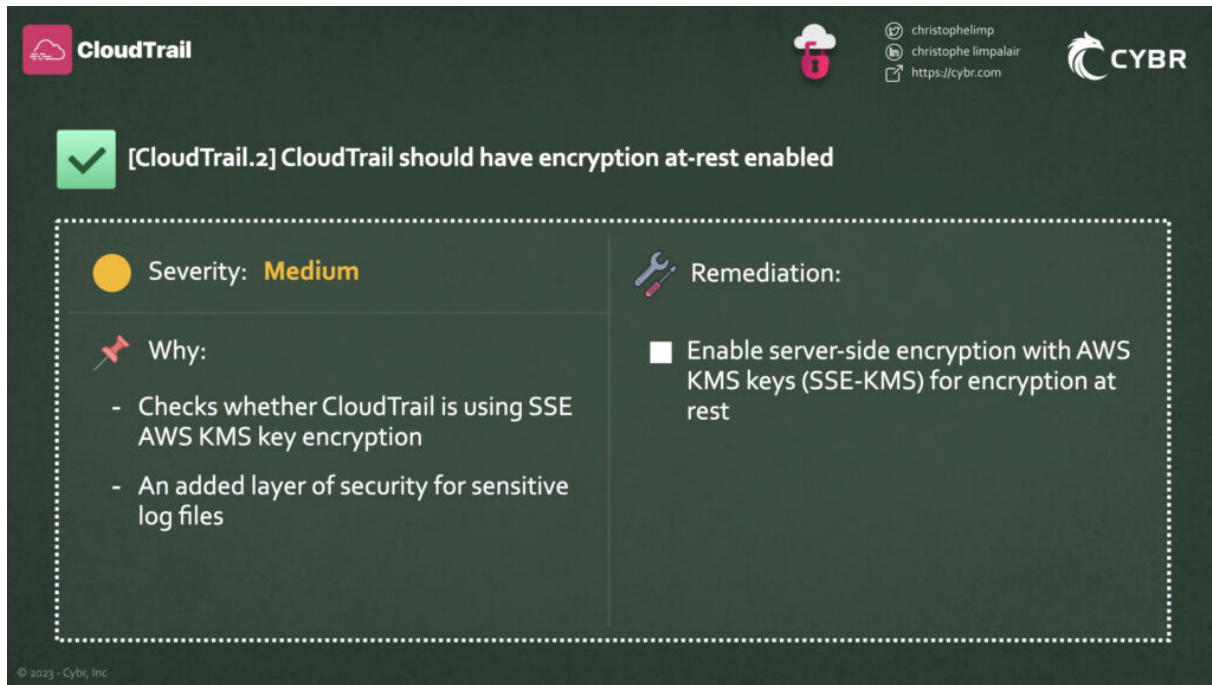 CloudTrail
christophelimp
christophe limpalair
https://cybr.com
CYBR
[CloudTrail.2] CloudTrail should have encryption at-rest enabled
Severity: Medium
Why:
- Checks whether CloudTrail is using SSE
AWS KMS key encryption
- An added layer of security for sensitive
log files
Remediation:
Enable server-side encryption with AWS
KMS keys (SSE-KMS) for encryption at
rest
© 2023 - Cybr, Inc